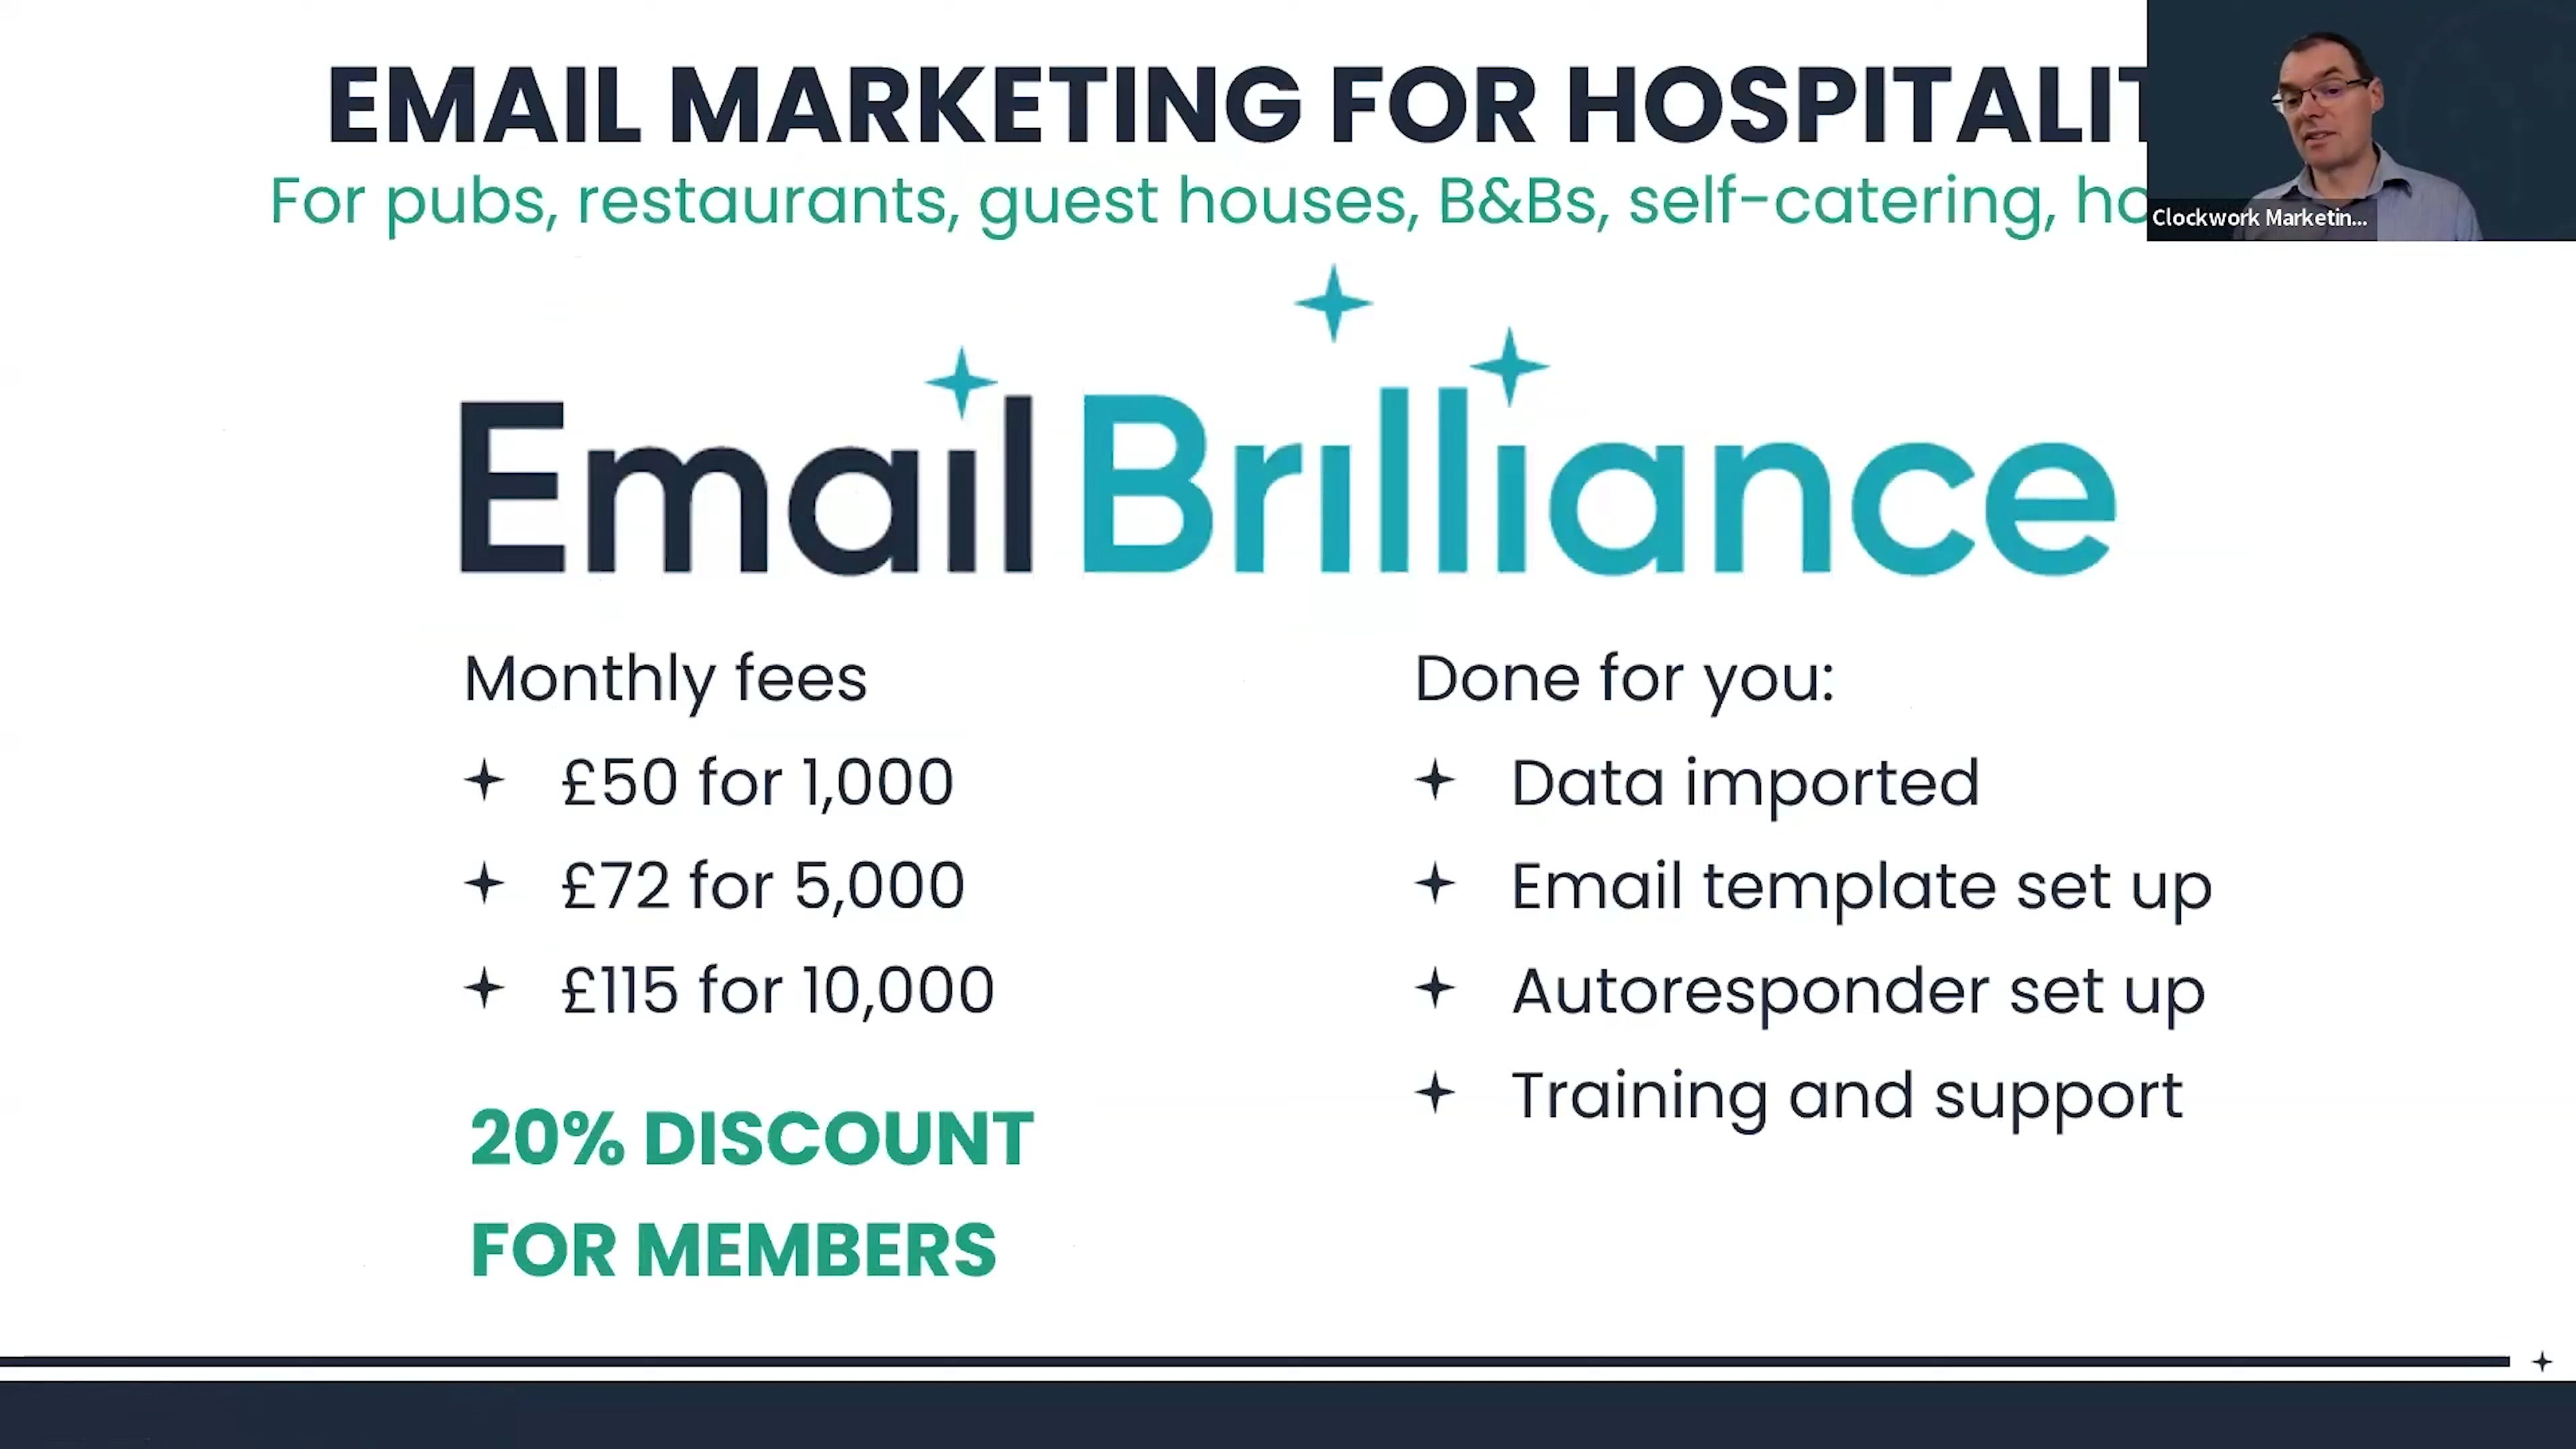 EMAIL MARKETING FOR HOSPITALIT
For pubs, restaurants, guest houses, B&Bs, self-catering,
Clockwork Marketin...
Email Brilliance
Monthly fees
£50 for 1,000
£72 for 5,000
£115 for 10,000
20% DISCOUNT
FOR MEMBERS
Done for you:
Data imported
Email template set up
Autoresponder set up
Training and support